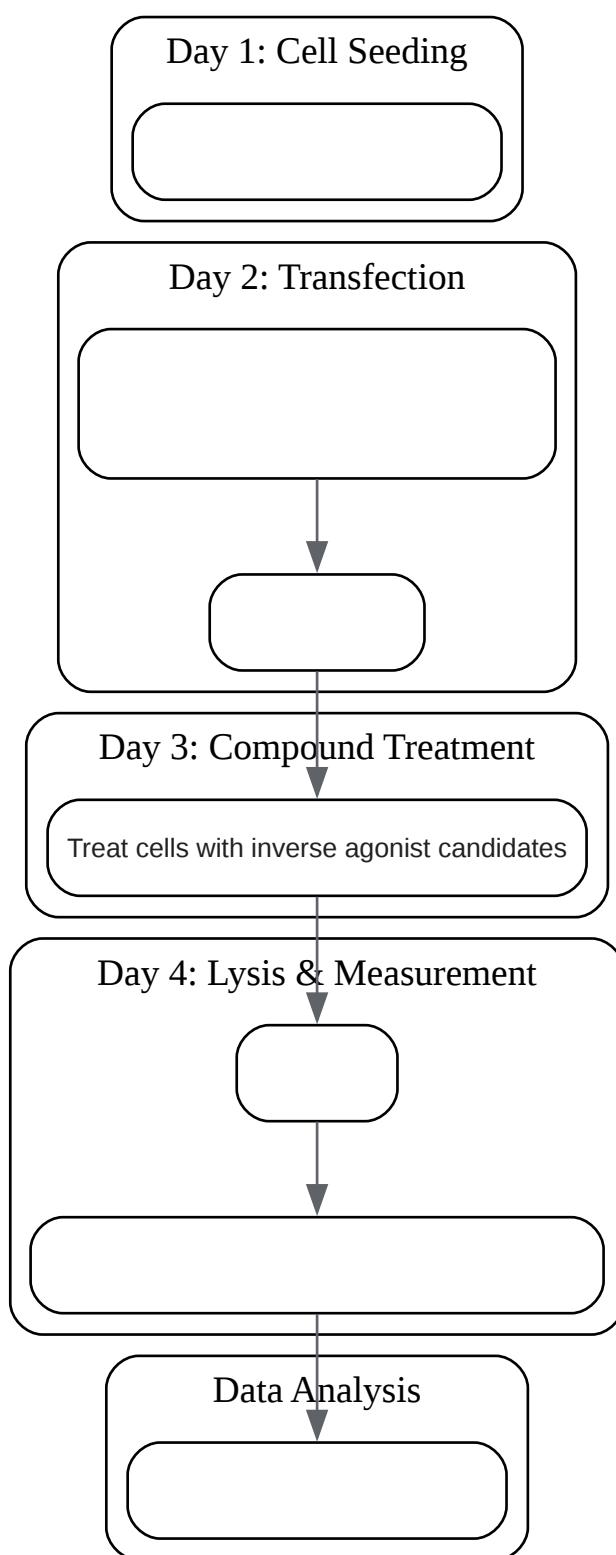 Day 1: Cell Seeding
Day 2: Transfection
Day 3: Compound Treatment
Treat cells with inverse agonist candidates
Day 4: Lysis & Measurement
Data Analysis